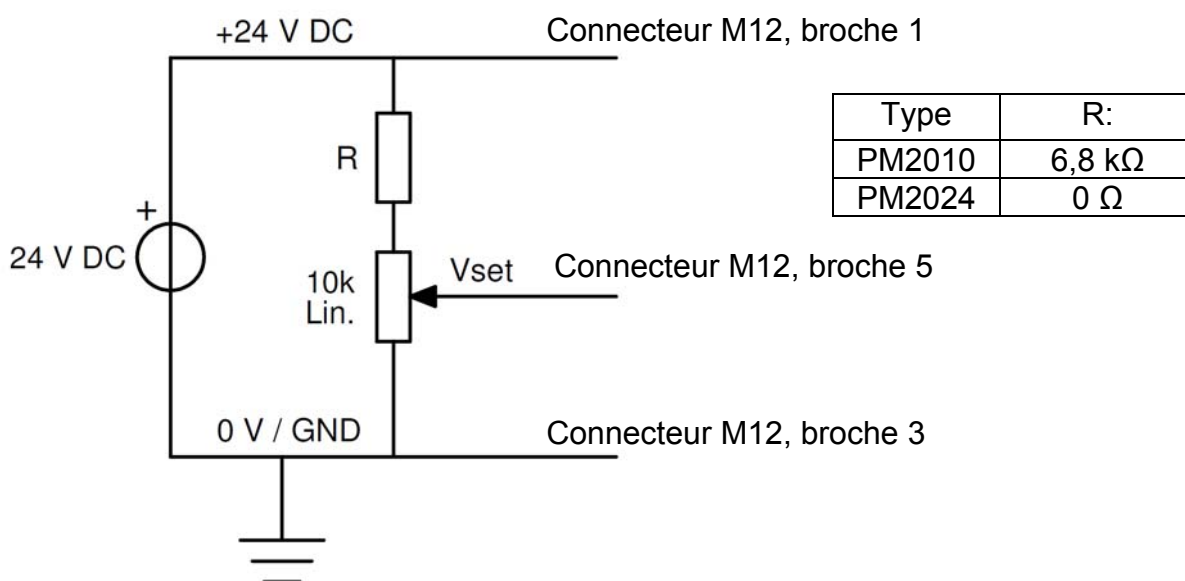 +24 V DC
Connecteur M12, broche 1
Type R:
PM2010 6,8 kΩ
PM2024 0 Ω
R
+
24 V DC
Vset
Connecteur M12, broche 5
10k
Lin.
0 V / GND
Connecteur M12, broche 3